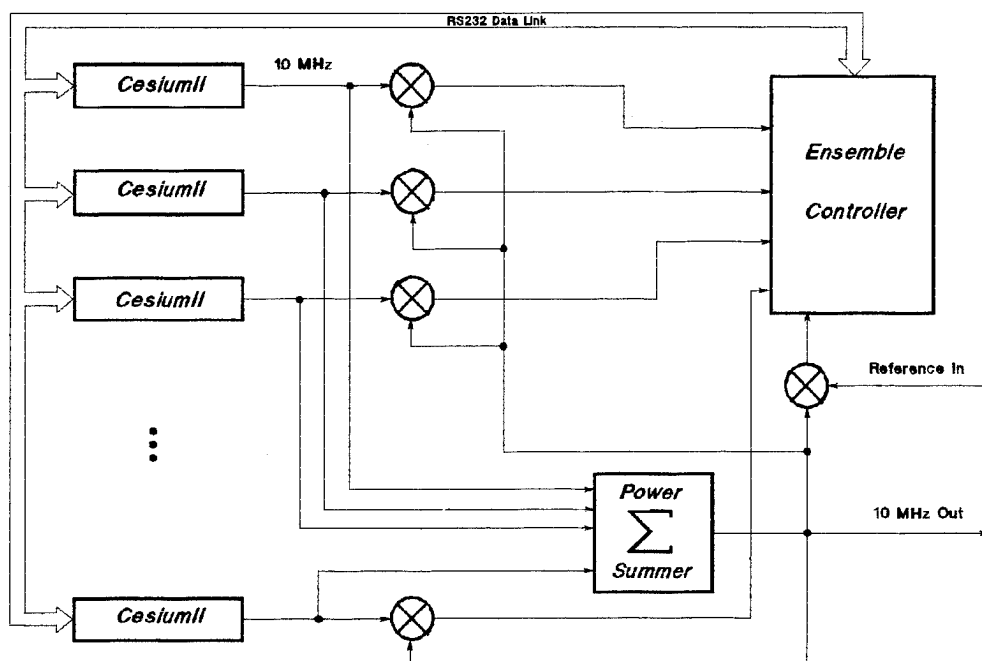 RS232 Data Link
CesiumII
10 MHz
Ensemble
Controller
CesiumII
CesiumII
Reference In
Power
Σ
Summer
10 MHz Out
CesiumII